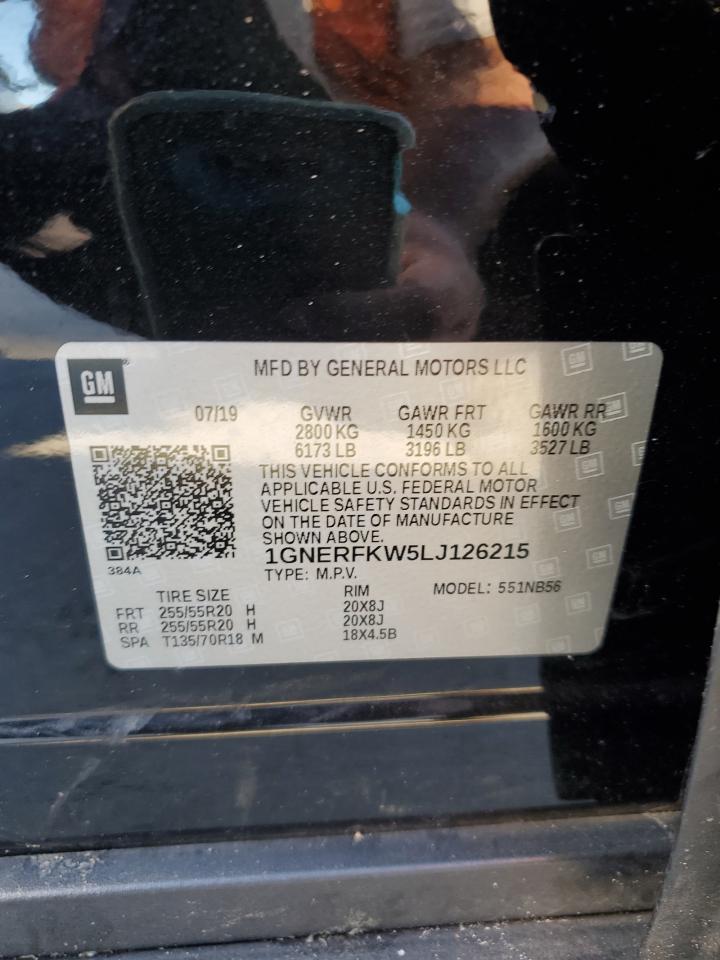 GM®
MFD BY GENERAL MOTORS LLC
07/19 GVWR GAWR FRT GAWR RR
2800 KG 1450 KG 1600 KG
6173 LB 3196 LB 3527 LB
THIS VEHICLE CONFORMS TO ALL
APPLICABLE U.S. FEDERAL MOTOR
VEHICLE SAFETY STANDARDS IN EFFECT
ON THE DATE OF MANUFACTURE
SHOWN ABOVE.
1GNERFKW5LJ126215
384A
TYPE: M.P.V.
TIRE SIZE RIM MODEL: 551NB56
FRT 255/55R20 H 20X8J
RR 255/55R20 H 20X8J
SPA T135/70R18 M 18X4.5B